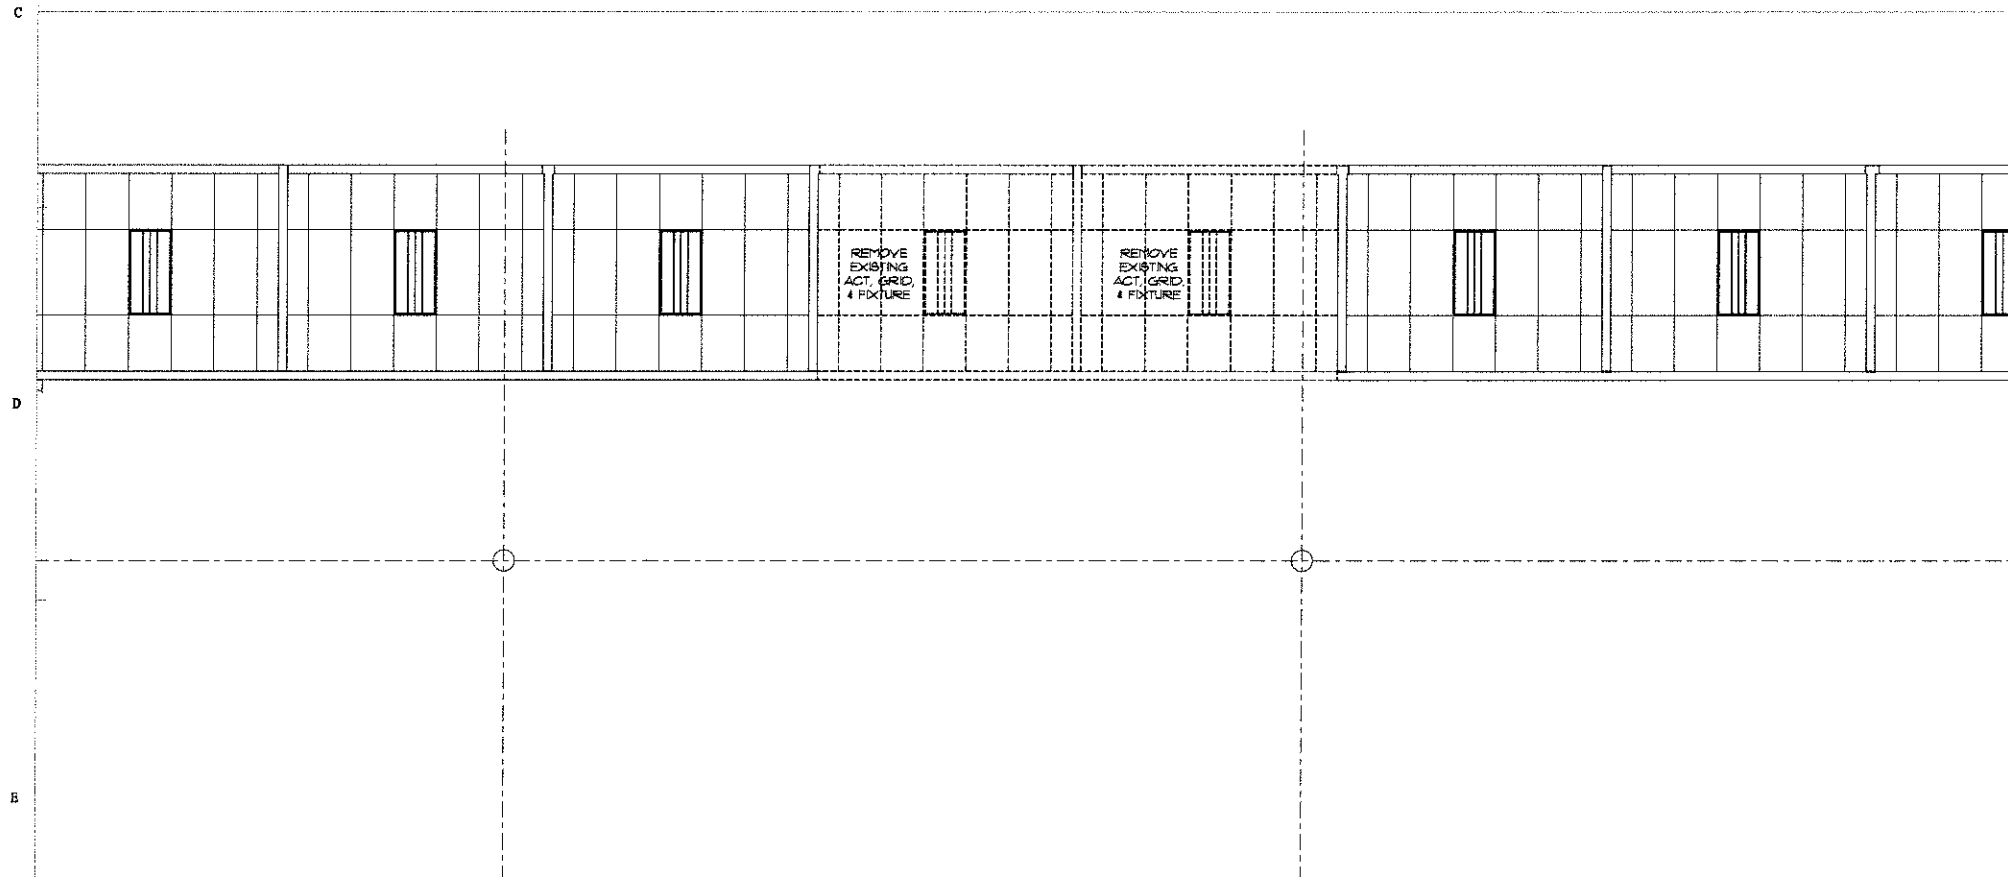 C
REMOVE
EXISTING
ACT, GRID,
& FIXTURE
REMOVE
EXISTING
ACT, GRID,
& FIXTURE
D
E